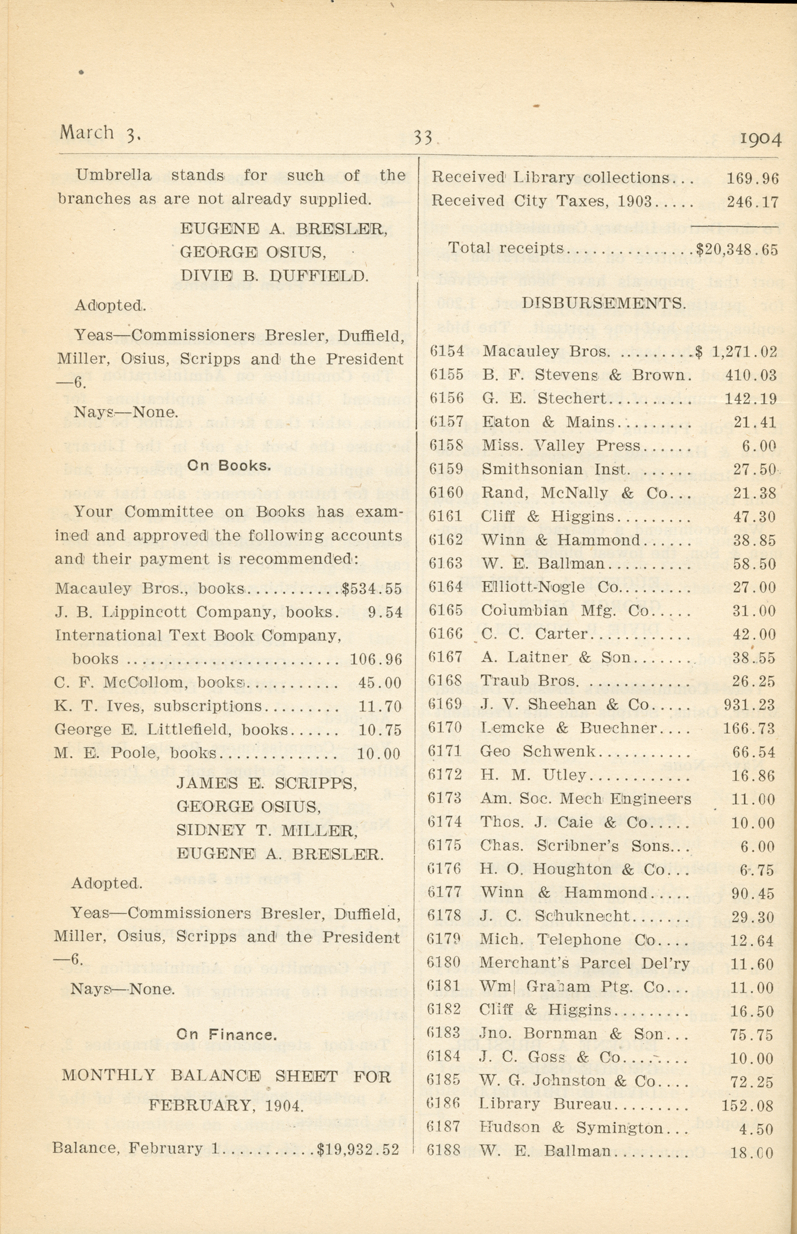 March 3.
33
1904
Umbrella stands for such of the
branches as are not already supplied.
EUGENE A. BRESLER,
GEORGE OSIUS,
DIVIE B. DUFFIELD.
Adopted.
Yeas—Commissioners Bresler, Duffield,
Miller, Osius, Scripps and the President
—6.
Nays—None.
On Books.
Your Committee on Books has exam-
ined and approved the following accounts
and their payment is recommended:
Macauley Bros., books...........$534.55
J. B. Lippincott Company, books. 9.54
International Text Book Company,
books ........................ 106.96
C. F. McCollom, books........... 45.00
K. T. Ives, subscriptions......... 11.70
George E. Littlefield, books...... 10.75
M. E. Poole, books.............. 10.00
JAMES E. SCRIPPS,
GEORGE OSIUS,
SIDNEY T. MILLER,
EUGENE A. BRESLER.
Adopted.
Yeas—Commissioners Bresler, Duffield,
Miller, Osius, Scripps and the President
—6.
Nays—None.
On Finance.
MONTHLY BALANCE SHEET FOR
FEBRUARY, 1904.
Balance, February 1...........$19,932.52
Received Library collections... 169.96
Received City Taxes, 1903..... 246.17
Total receipts...............$20,348.65
DISBURSEMENTS.
6154 Macauley Bros. .........$ 1,271.02
6155 B. F. Stevens & Brown. 410.03
6156 G. E. Stechert.......... 142.19
6157 Eaton & Mains......... 21.41
6158 Miss. Valley Press...... 6.00
6159 Smithsonian Inst. ...... 27.50
6160 Rand, McNally & Co... 21.38
6161 Cliff & Higgins......... 47.30
6162 Winn & Hammond...... 38.85
6163 W. E. Ballman.......... 58.50
6164 Elliott-Nogle Co......... 27.00
6165 Columbian Mfg. Co..... 31.00
6166 C. C. Carter............ 42.00
6167 A. Laitner & Son....... 38.55
6168 Traub Bros. ............ 26.25
6169 J. V. Sheehan & Co..... 931.23
6170 Lemcke & Buechner.... 166.73
6171 Geo Schwenk........... 66.54
6172 H. M. Utley............ 16.86
6173 Am. Soc. Mech Engineers 11.00
6174 Thos. J. Caie & Co..... 10.00
6175 Chas. Scribner's Sons... 6.00
6176 H. O. Houghton & Co... 6.75
6177 Winn & Hammond..... 90.45
6178 J. C. Schuknecht....... 29.30
6179 Mich. Telephone Co.... 12.64
6180 Merchant's Parcel Del'ry 11.60
6181 Wm| Graham Ptg. Co... 11.00
6182 Cliff & Higgins......... 16.50
6183 Jno. Bornman & Son... 75.75
6184 J. C. Goss & Co........ 10.00
6185 W. G. Johnston & Co.... 72.25
6186 Library Bureau......... 152.08
6187 Hudson & Symington... 4.50
6188 W. E. Ballman......... 18.00